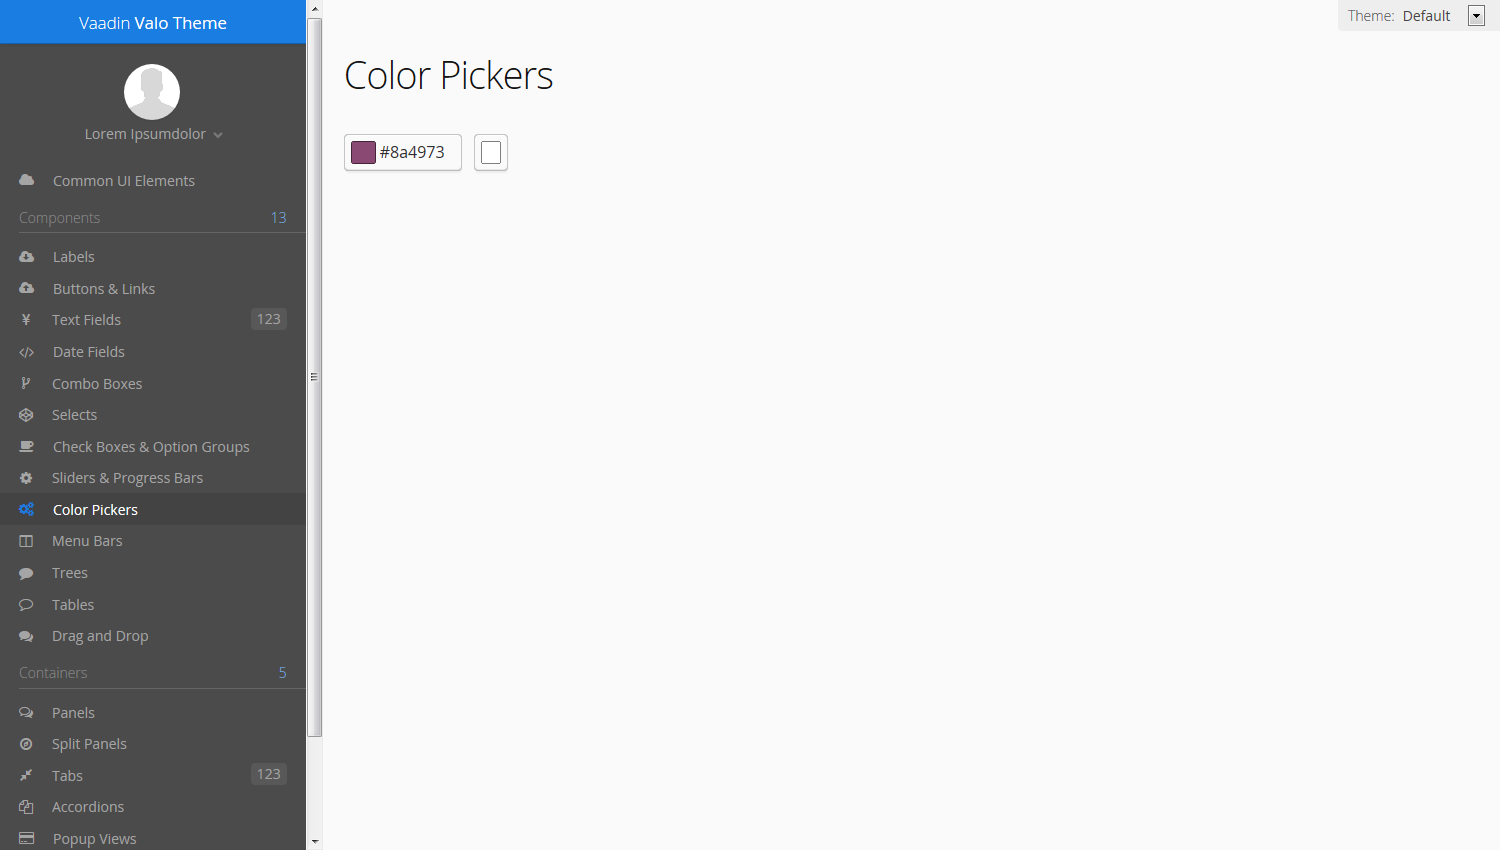 Vaadin Valo Theme
Lorem Ipsumdolor
Common UI Elements
Components 13
Labels
Buttons & Links
Text Fields 123
Date Fields
Combo Boxes
Selects
Check Boxes & Option Groups
Sliders & Progress Bars
Color Pickers
Menu Bars
Trees
Tables
Drag and Drop
Containers 5
Panels
Split Panels
Tabs 123
Accordions
Popup Views
Theme: Default
Color Pickers
#8a4973